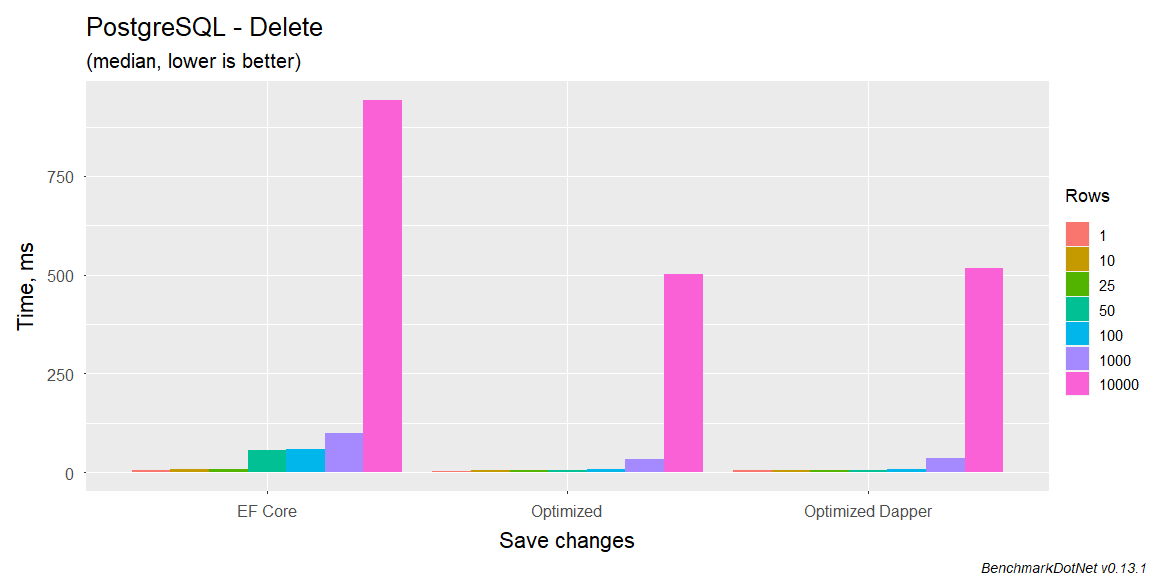 PostgreSQL - Delete
(median, lower is better)
Time, ms
750
500
250
0
EF Core
Optimized
Optimized Dapper
Save changes
Rows
1
10
25
50
100
1000
10000
BenchmarkDotNet v0.13.1